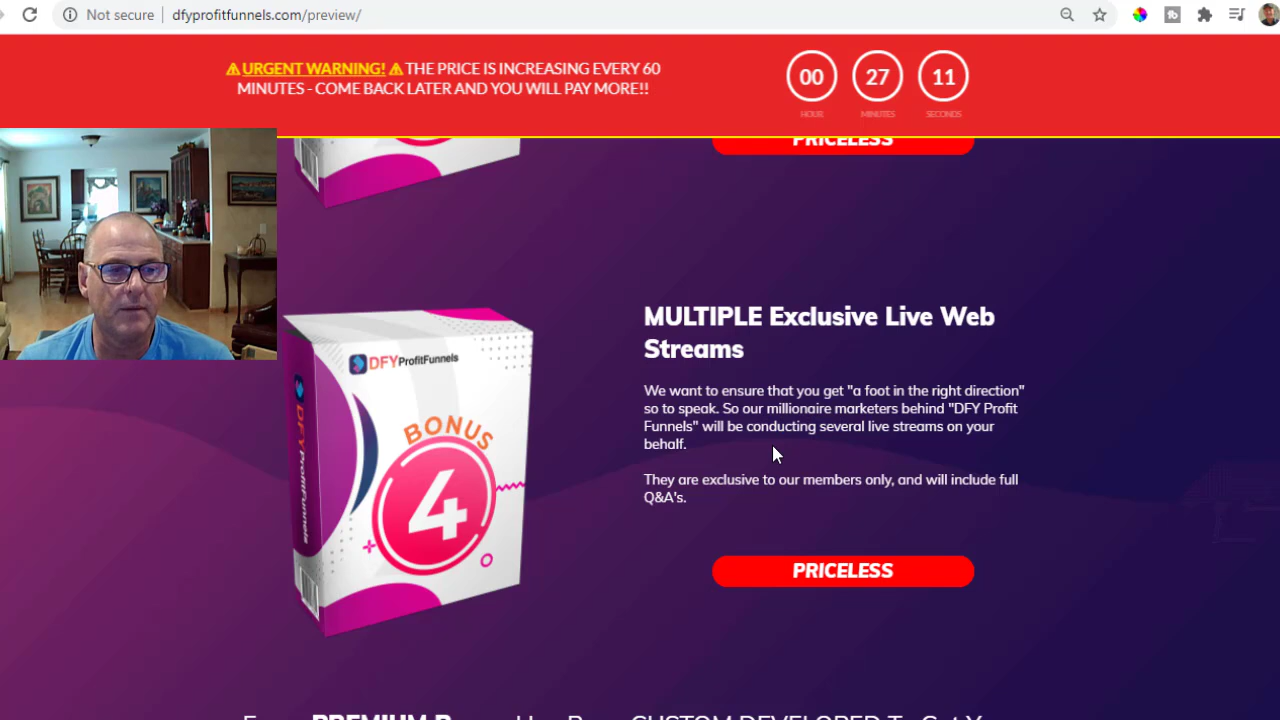 Not secure
dfyprofitfunnels.com/preview/
⚠URGENT WARNING! ⚠ THE PRICE IS INCREASING EVERY 60
MINUTES - COME BACK LATER AND YOU WILL PAY MORE!!
00
27
11
HOUR
MINUTES
SECONDS
PRICELESS
MULTIPLE Exclusive Live Web
Streams
We want to ensure that you get "a foot in the right direction"
so to speak. So our millionaire marketers behind "DFY Profit
Funnels" will be conducting several live streams on your
behalf.
They are exclusive to our members only, and will include full
Q&A's.
PRICELESS
DFYProfitFunnels
DFYProfitFunnels
BONUS
4
CUSTOM DEVELOPED To Get